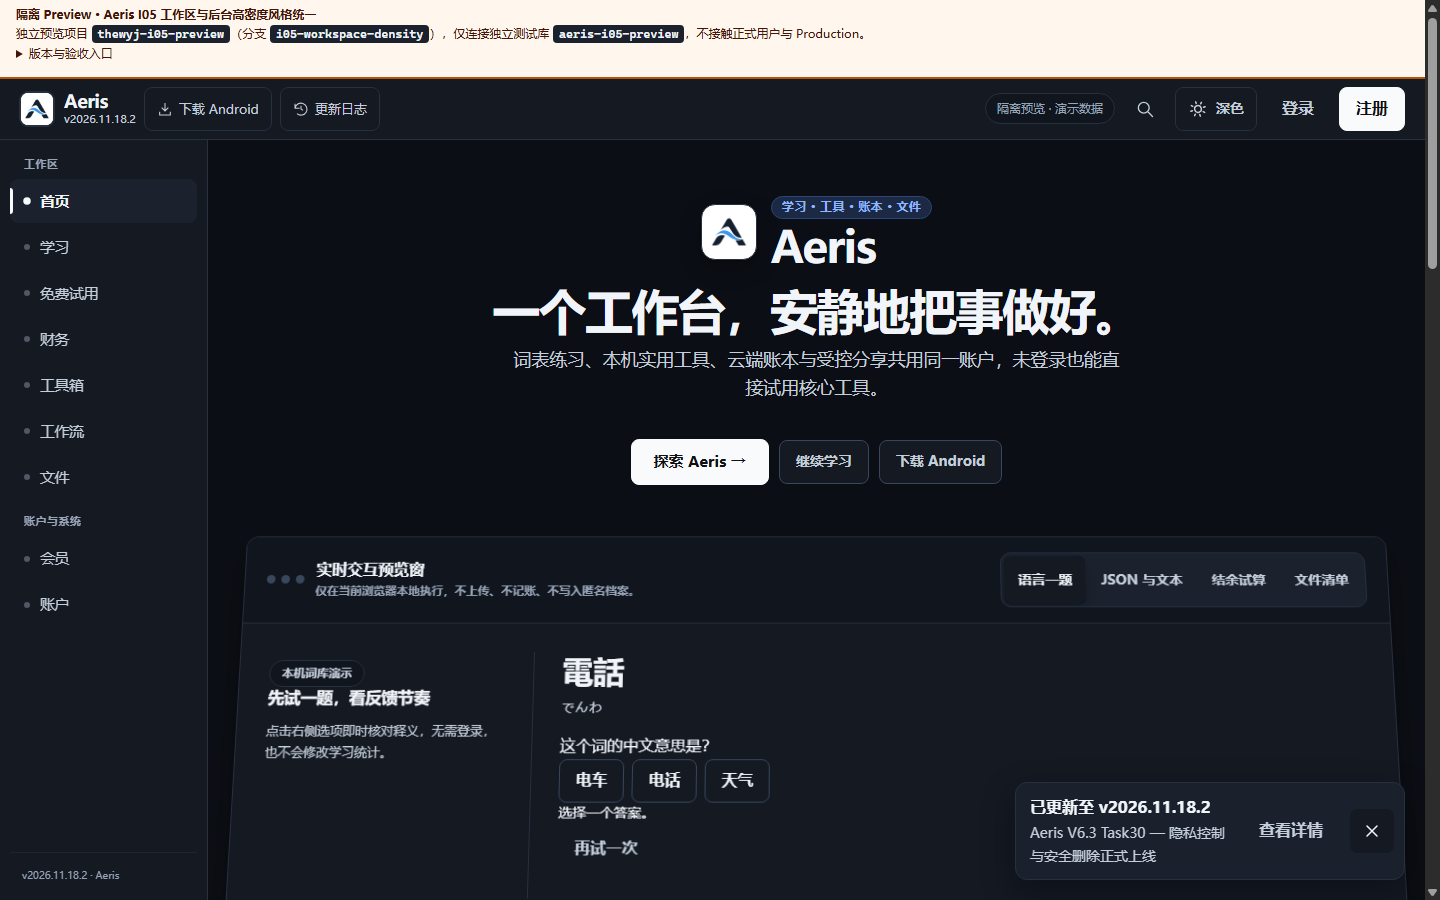 隔离 Preview • Aeris I05 工作区与后台高密度风格统一
独立预览项目 thewyj-i05-preview （分支 i05-workspace-density），仅连接独立测试库 aeris-i05-preview，不接触正式用户与 Production。
版本与验收入口
Aeris
v2026.11.18.2
下载 Android
更新日志
隔离预览 · 演示数据
深色
登录
注册
工作区
首页
学习
免费试用
财务
工具箱
工作流
文件
账户与系统
会员
账户
v2026.11.18.2 · Aeris
学习 • 工具 • 账本 • 文件
Aeris
一个工作台，安静地把事做好。
词表练习、本机实用工具、云端账本与受控分享共用同一账户，未登录也能直
接试用核心工具。
探索 Aeris →
继续学习
下载 Android
实时交互预览窗
仅在当前浏览器本地执行，不上传、不记账、不写入匿名档案。
语言一题
JSON 与文本
结余试算
文件清单
本机词库演示
先试一题，看反馈节奏
点击右侧选项即时核对释义，无需登录，
也不会修改学习统计。
電話
でんわ
这个词的中文意思是？
电车
电话
天气
选择一个答案。
再试一次
已更新至 v2026.11.18.2
Aeris V6.3 Task30 — 隐私控制
与安全删除正式上线
查看详情